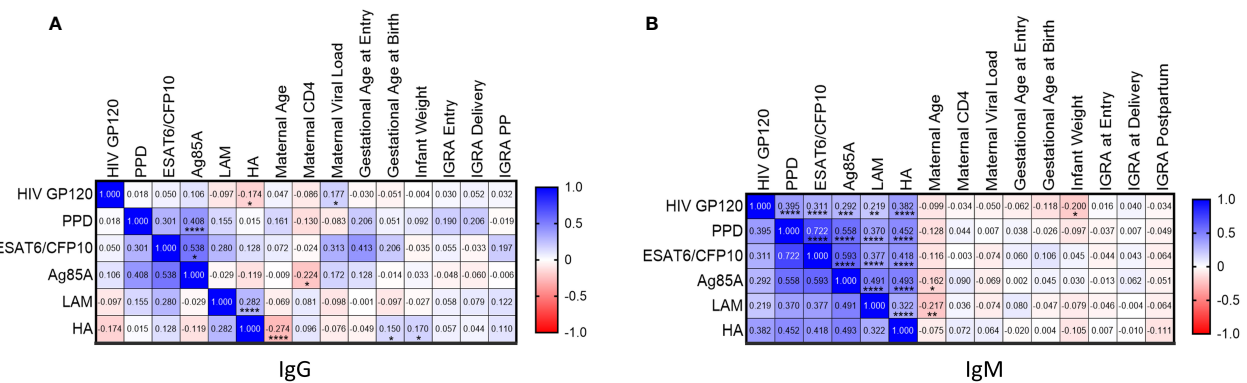 A
HIV GP120
PPD
ESAT6/CFP10
Ag85A
LAM
HA
Maternal Age
Maternal CD4
Maternal Viral Load
Gestational Age at Entry
Gestational Age at Birth
Infant Weight
IGRA Entry
IGRA Delivery
IGRA PP
HIV GP120 1.000 0.018 0.050 0.106 -0.097 -0.174 0.047 -0.086 0.177 -0.030 -0.051 -0.004 0.030 0.052 0.032
* *
PPD 0.018 1.000 0.301 0.408 0.155 0.015 0.161 -0.130 -0.083 0.206 0.051 0.092 0.190 0.206 -0.019
****
ESAT6/CFP10 0.050 0.301 1.000 0.538 0.280 0.128 0.072 -0.024 0.313 0.413 0.206 -0.035 0.055 -0.033 0.197
*
Ag85A 0.106 0.408 0.538 1.000 -0.029 -0.119 -0.009 -0.224 0.172 0.128 -0.014 0.033 -0.048 -0.060 -0.006
*
LAM -0.097 0.155 0.280 -0.029 1.000 0.282 -0.069 0.081 -0.098 -0.001 -0.097 -0.027 0.058 0.079 0.122
****
HA -0.174 0.015 0.128 -0.119 0.282 1.000 -0.274 0.096 -0.076 -0.049 0.150 0.170 0.057 0.044 0.110
**** * *
1.0
0.5
0
-0.5
-1.0
IgG
B
HIV GP120
PPD
ESAT6/CFP10
Ag85A
LAM
HA
Maternal Age
Maternal CD4
Maternal Viral Load
Gestational Age at Entry
Gestational Age at Birth
Infant Weight
IGRA at Entry
IGRA at Delivery
IGRA Postpartum
HIV GP120 1.000 0.395 0.311 0.292 0.219 0.382 -0.099 -0.034 -0.050 -0.062 -0.118 -0.200 0.016 0.040 -0.034
**** **** *** ** **** *
PPD 0.395 1.000 0.722 0.558 0.370 0.452 -0.128 0.044 0.007 0.038 -0.026 -0.097 -0.037 0.007 -0.049
**** **** **** ****
ESAT6/CFP10 0.311 0.722 1.000 0.593 0.377 0.418 -0.116 -0.003 -0.074 0.060 0.106 0.045 -0.044 -0.043 -0.040
**** **** ****
Ag85A 0.292 0.558 0.593 1.000 0.491 0.493 -0.162 0.040 -0.069 -0.002 0.045 0.030 -0.045 0.012 -0.051
**** **** *
LAM 0.219 0.370 0.377 0.491 1.000 0.322 -0.217 0.036 -0.074 0.080 -0.047 -0.079 -0.046 -0.004 -0.064
**** **
HA 0.382 0.452 0.418 0.493 0.322 1.000 -0.075 0.072 0.064 -0.020 0.004 -0.105 0.007 -0.010 -0.111
1.0
0.5
0
-0.5
-1.0
IgM